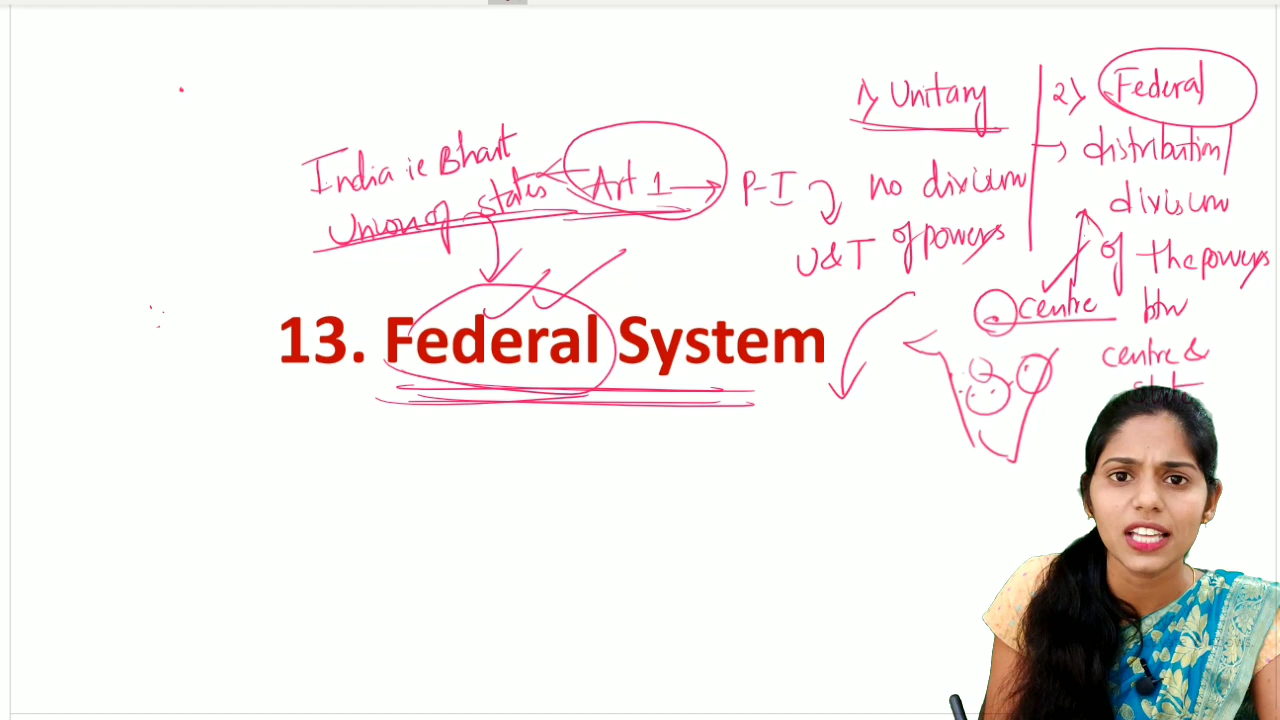 1) Unitary
2) Federal
India ie Bhart
Union of states
Art 1
P-I
U&T
no division
of powers
distribution/
division
of the powers
btw
centre &
state
centre
13. Federal System